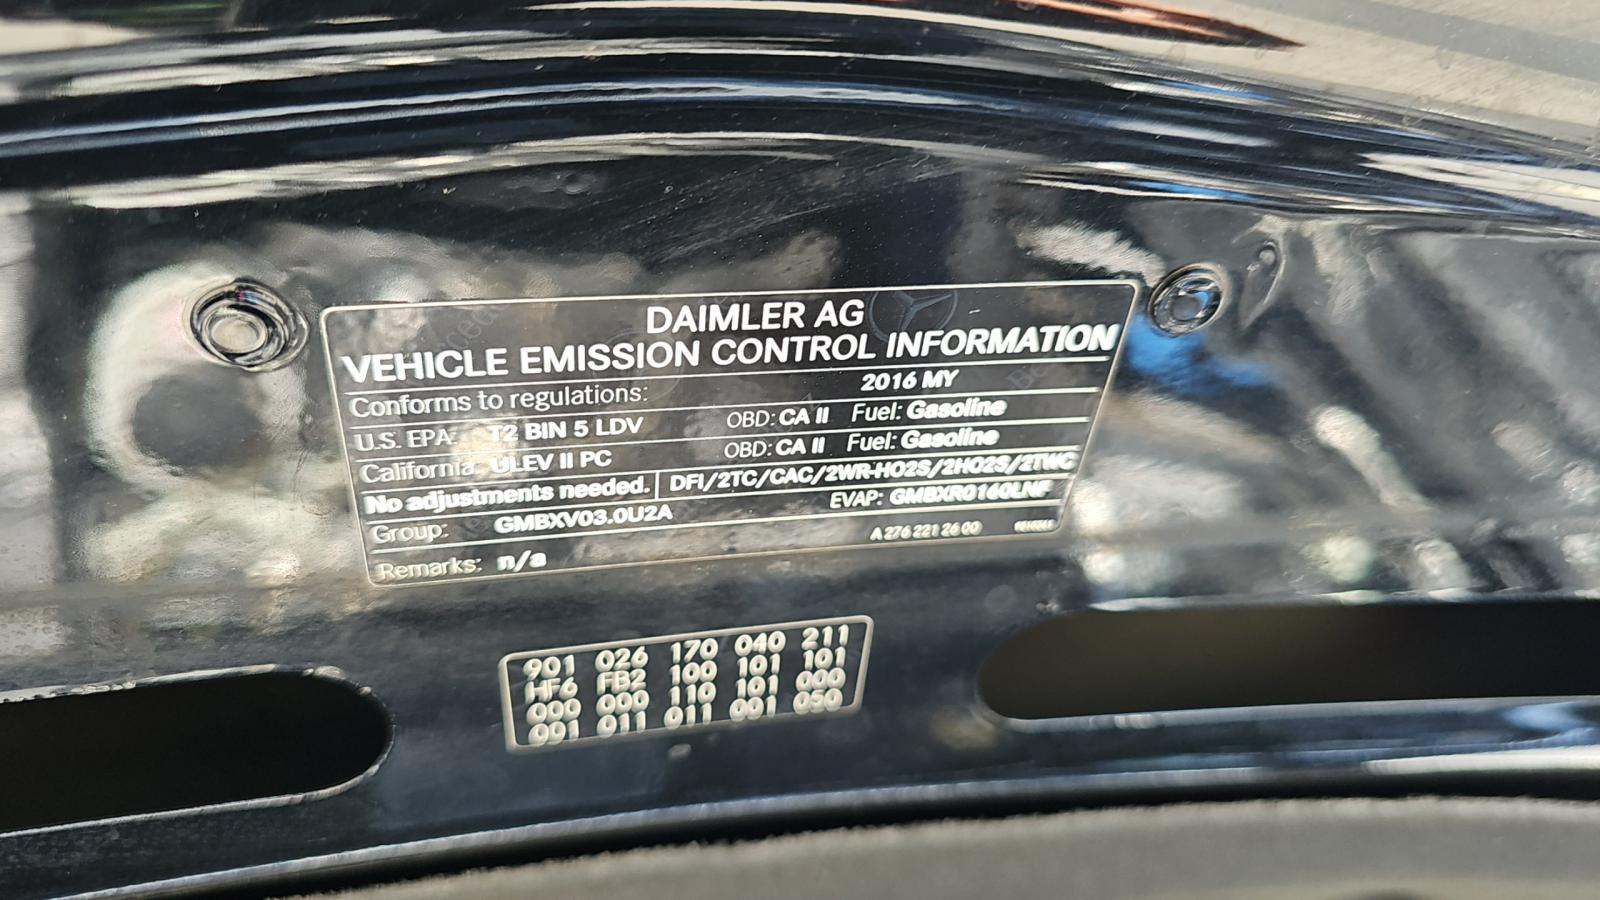 DAIMLER AG
VEHICLE EMISSION CONTROL INFORMATION
Conforms to regulations: 2016 MY
U.S. EPA: T2 BIN 5 LDV OBD: CA II Fuel: Gasoline
California: ULEV II PC OBD: CA II Fuel: Gasoline
No adjustments needed. DFI/2TC/CAC/2WR-HO2S/2HO2S/2TWC
Group: GMBXV03.0U2A EVAP: GMBXR0160LNF
Remarks: n/a A 276 221 26 00
901 026 170 040 211
HF6 FB2 100 101 101
000 000 110 101 000
001 011 011 001 050